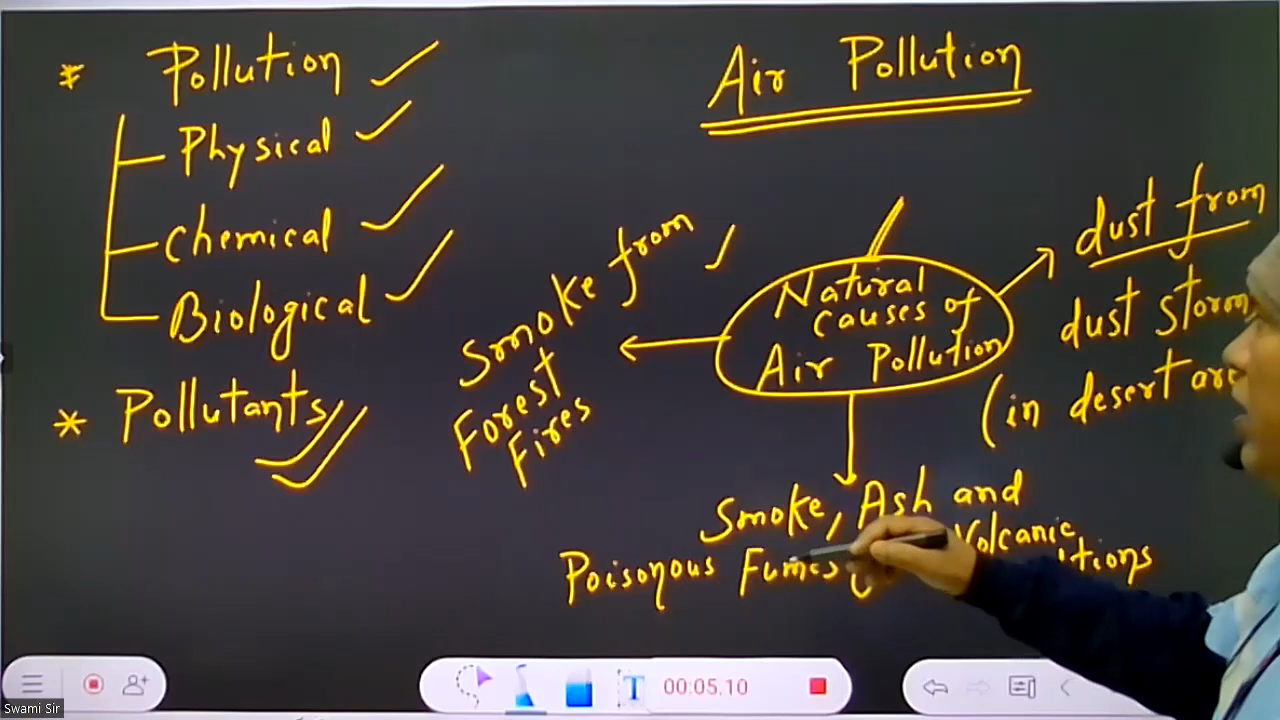 * Pollution
Physical
Chemical
Biological
* Pollutants
Air Pollution
Natural
causes of
Air Pollution
Smoke from
Forest
Fires
dust from
dust storm
(in desert
Smoke, Ash and
Poisonous Fumes Volcanic
T 00:05.10
Swami Sir